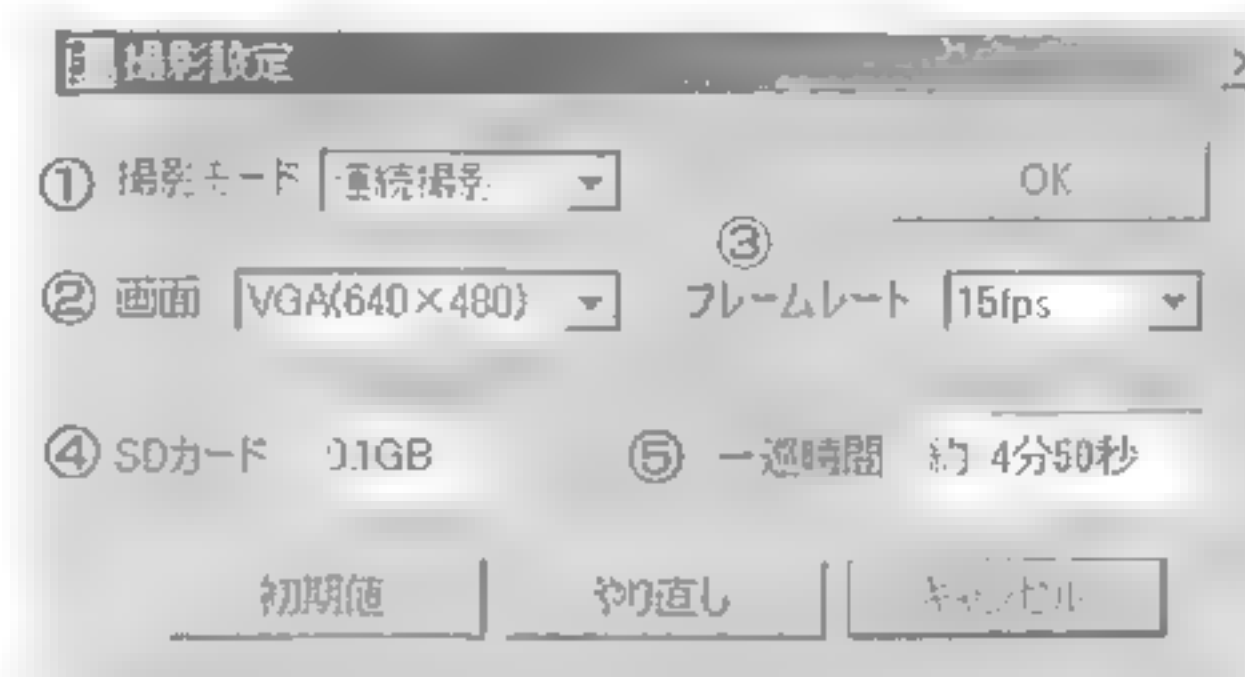 撮影設定
① 撮影モード 連続撮影 OK
② 画面 VGA(640×480)
③ フレームレート 15fps
④ SDカード 0.1GB
⑤ 一巡時間 約 4分50秒
初期値 やり直し キャンセル